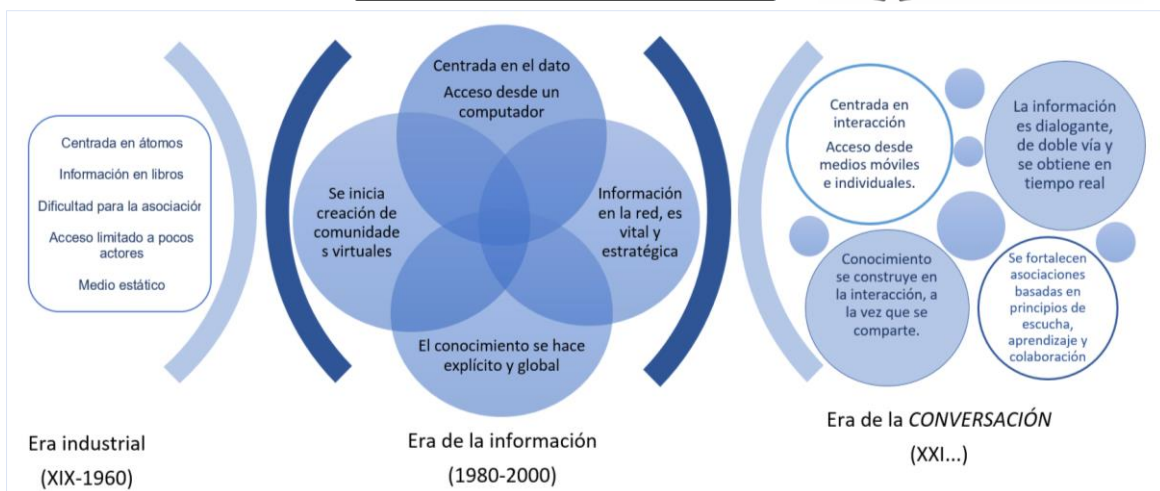 Centrada en átomos
Información en libros
Dificultad para la asociación
Acceso limitado a pocos
actores
Medio estático
Era industrial
(XIX-1960)
Centrada en el dato
Acceso desde un
computador
Se inicia
creación de
comunidade
s virtuales
Información
en la red, es
vital y
estratégica
El conocimiento se hace
explícito y global
Era de la información
(1980-2000)
Centrada en
interacción
Acceso desde
medios móviles
e individuales.
La información
es dialogante,
de doble vía y
se obtiene en
tiempo real
Conocimiento
se construye en
la interacción, a
la vez que se
comparte.
Se fortalecen
asociaciones
basadas en
principios de
escucha,
aprendizaje y
colaboración
Era de la CONVERSACIÓN
(XXI...)